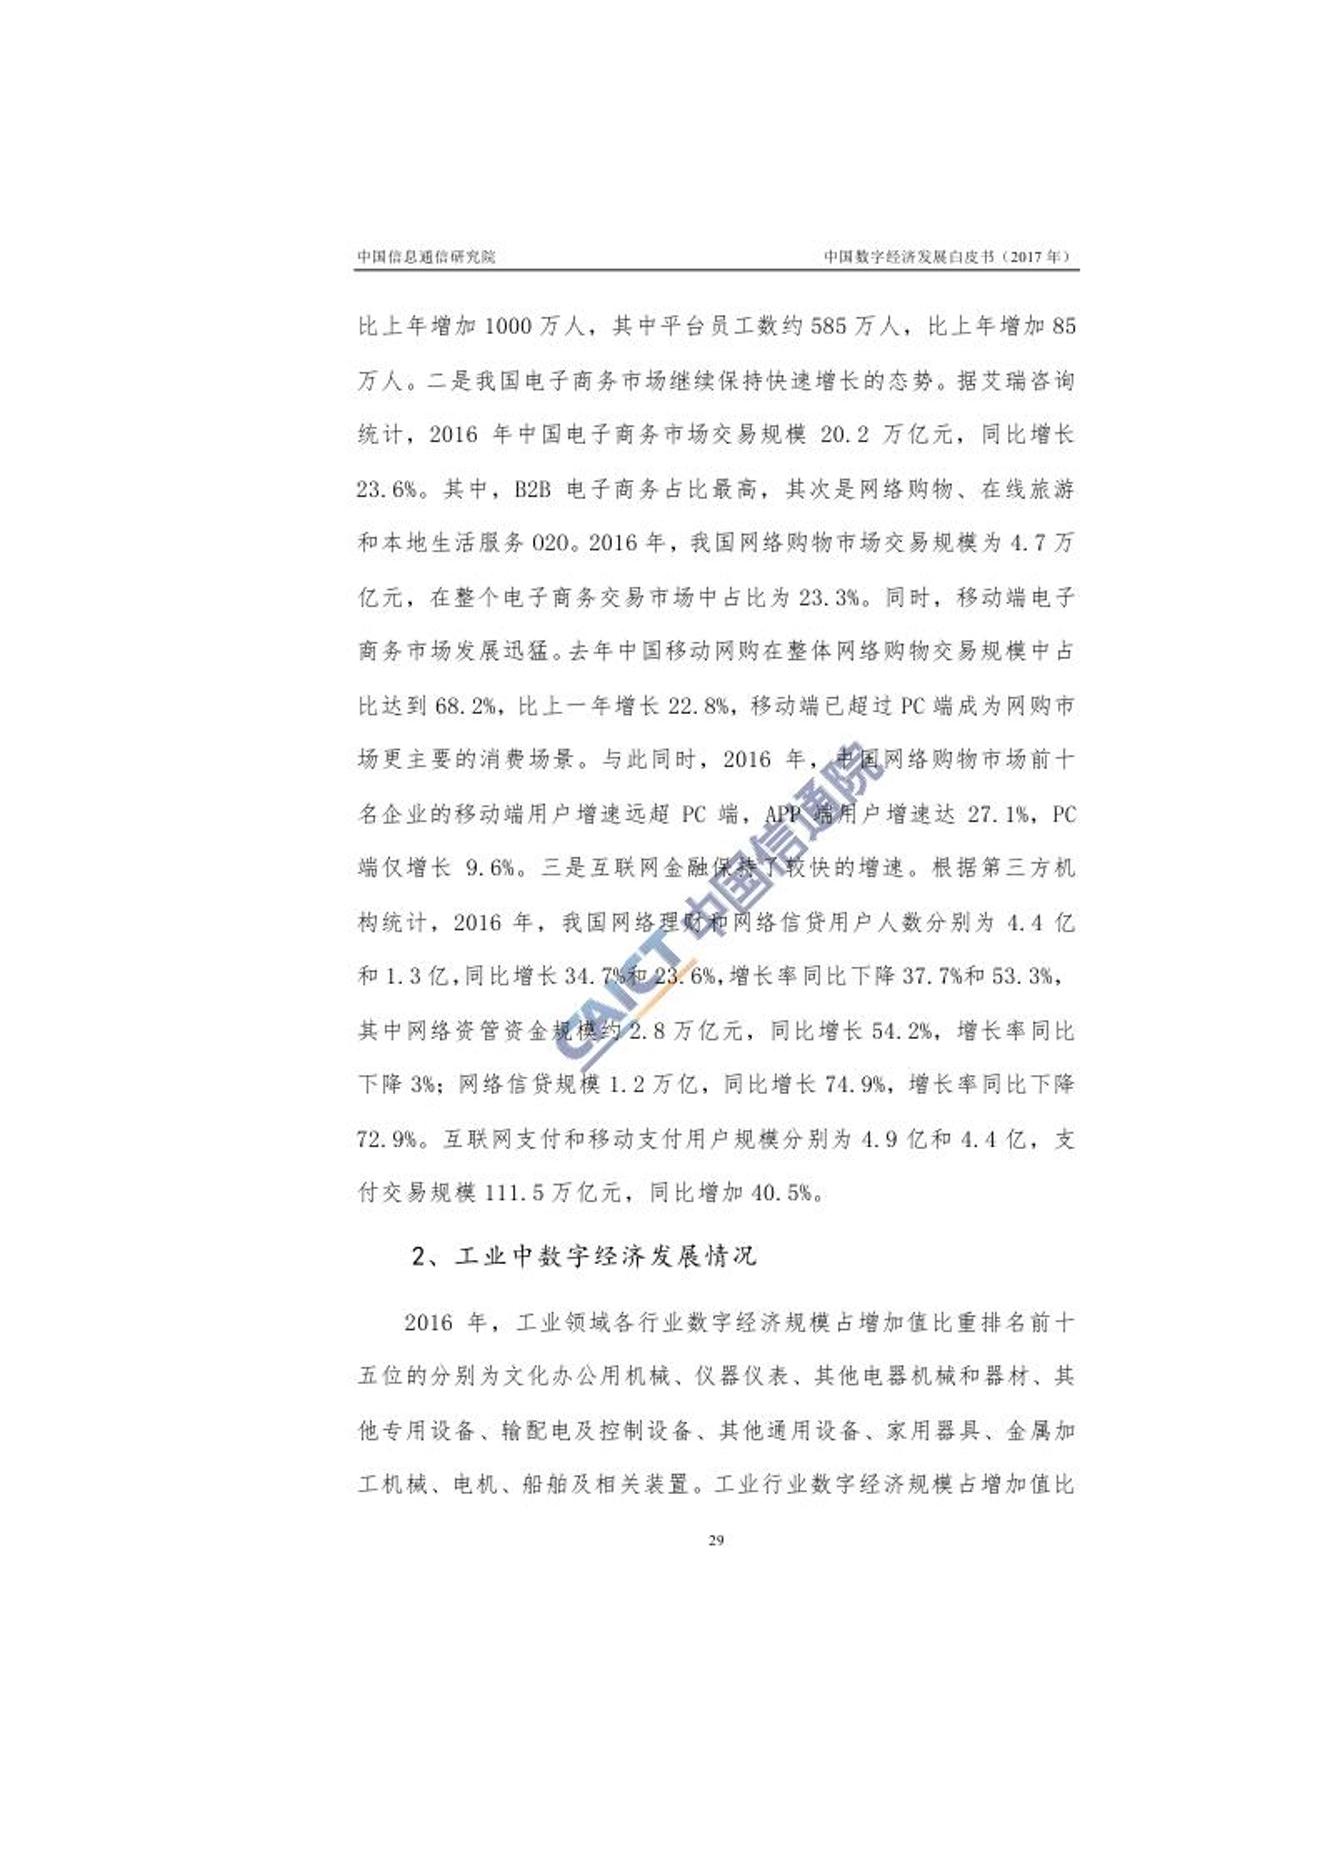 中国信息通信研究院 中国数字经济发展白皮书（2017 年）
比上年增加 1000 万人，其中平台员工数约 585 万人，比上年增加 85
万人。二是我国电子商务市场继续保持快速增长的态势。据艾瑞咨询
统计，2016 年中国电子商务市场交易规模 20.2 万亿元，同比增长
23.6%。其中，B2B 电子商务占比最高，其次是网络购物、在线旅游
和本地生活服务 O2O。2016 年，我国网络购物市场交易规模为 4.7 万
亿元，在整个电子商务交易市场中占比为 23.3%。同时，移动端电子
商务市场发展迅猛。去年中国移动网购在整体网络购物交易规模中占
比达到 68.2%，比上一年增长 22.8%，移动端已超过 PC 端成为网购市
场更主要的消费场景。与此同时，2016 年，中国网络购物市场前十
名企业的移动端用户增速远超 PC 端，APP 端用户增速达 27.1%，PC
端仅增长 9.6%。三是互联网金融保持了较快的增速。根据第三方机
构统计，2016 年，我国网络理财和网络信贷用户人数分别为 4.4 亿
和 1.3 亿，同比增长 34.7%和 23.6%，增长率同比下降 37.7%和 53.3%，
其中网络资管资金规模约 2.8 万亿元，同比增长 54.2%，增长率同比
下降 3%；网络信贷规模 1.2 万亿，同比增长 74.9%，增长率同比下降
72.9%。互联网支付和移动支付用户规模分别为 4.9 亿和 4.4 亿，支
付交易规模 111.5 万亿元，同比增加 40.5%。
CAICT 中国信通院
2、工业中数字经济发展情况
2016 年，工业领域各行业数字经济规模占增加值比重排名前十
五位的分别为文化办公用机械、仪器仪表、其他电器机械和器材、其
他专用设备、输配电及控制设备、其他通用设备、家用器具、金属加
工机械、电机、船舶及相关装置。工业行业数字经济规模占增加值比
29